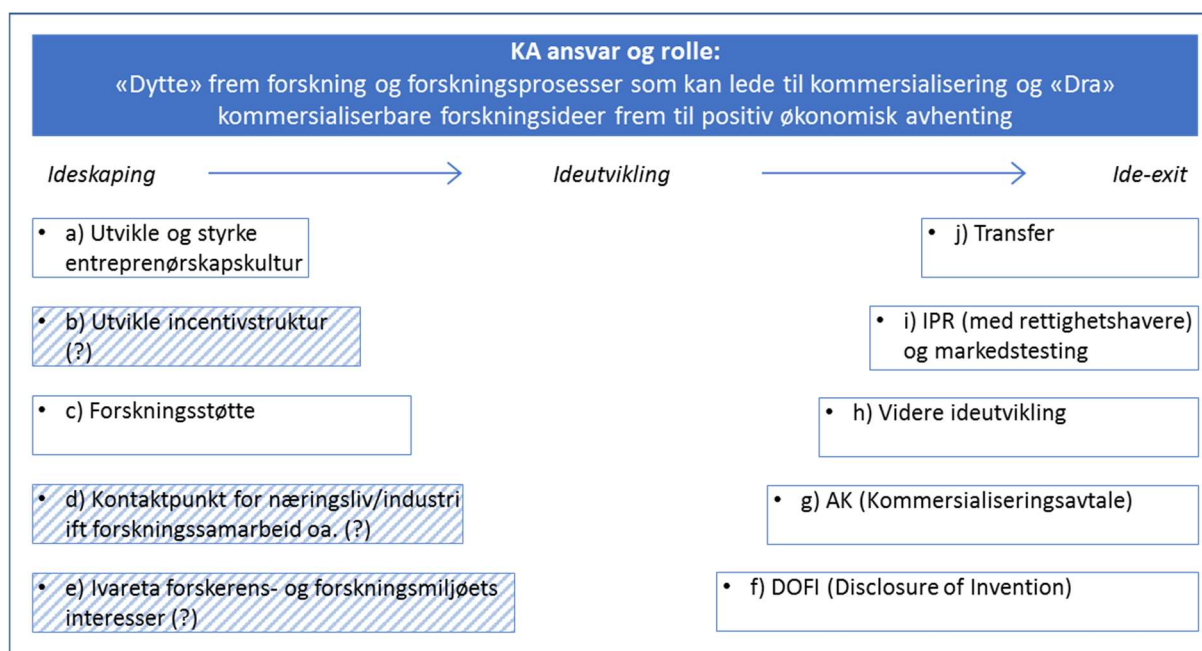 KA ansvar og rolle:
«Dytte» frem forskning og forskningsprosesser som kan lede til kommersialisering og «Dra»
kommersialiserbare forskningsideer frem til positiv økonomisk avhenting
Ideskaping
Ideutvikling
Ide-exit
• a) Utvikle og styrke
entreprenørskapskultur
• b) Utvikle incentivstruktur
(?)
• c) Forskningsstøtte
• d) Kontaktpunkt for næringsliv/industri
ift forskningssamarbeid oa. (?)
• e) Ivareta forskerens- og forskningsmiljøets
interesser (?)
• j) Transfer
• i) IPR (med rettighetshavere)
og markedstesting
• h) Videre ideutvikling
• g) AK (Kommersialiseringsavtale)
• f) DOFI (Disclosure of Invention)